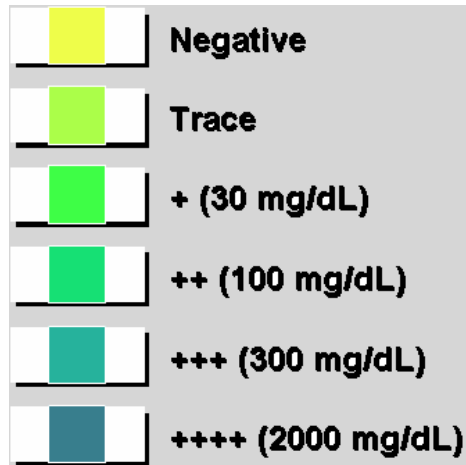 Negative
Trace
+ (30 mg/dL)
++ (100 mg/dL)
+++ (300 mg/dL)
++++ (2000 mg/dL)